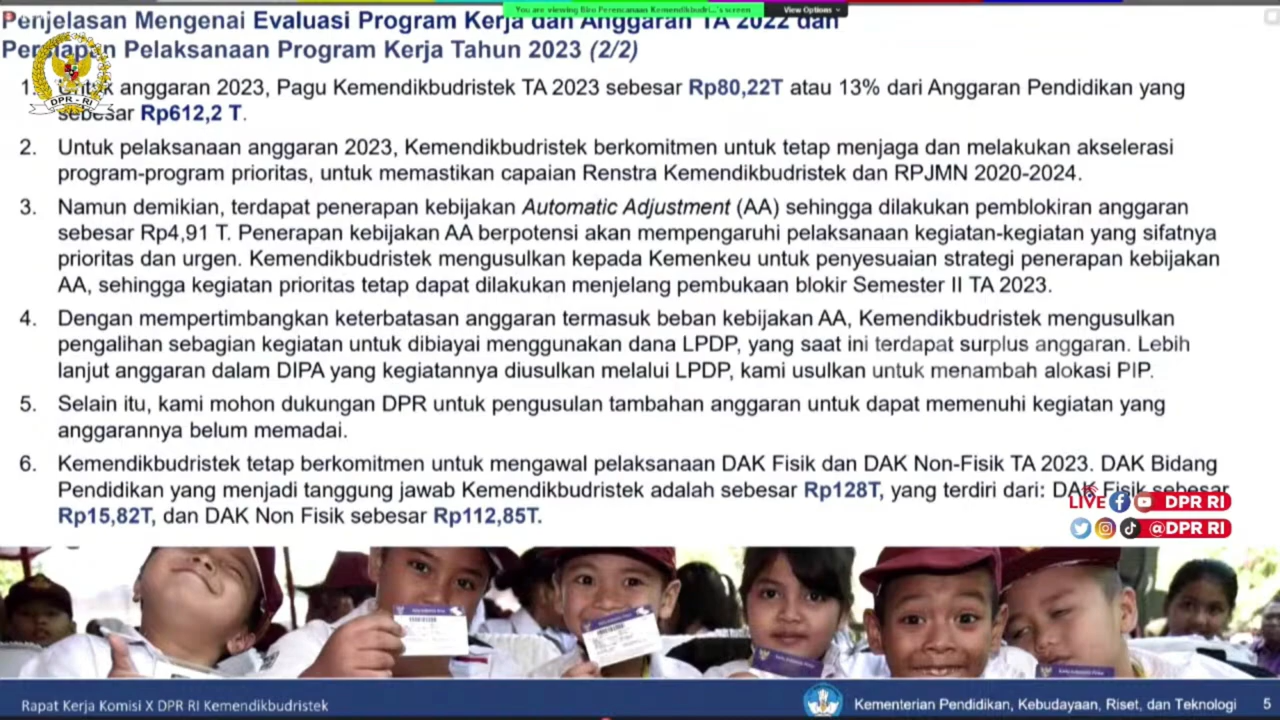 You are viewing Biro Perencanaan Kemendikbudri...'s screen
View Options
Penjelasan Mengenai Evaluasi Program Kerja dan Anggaran TA 2022 dan
Persiapan Pelaksanaan Program Kerja Tahun 2023 (2/2)
DPR - RI
1. Untuk anggaran 2023, Pagu Kemendikbudristek TA 2023 sebesar Rp80,22T atau 13% dari Anggaran Pendidikan yang
sebesar Rp612,2 T.
2. Untuk pelaksanaan anggaran 2023, Kemendikbudristek berkomitmen untuk tetap menjaga dan melakukan akselerasi
program-program prioritas, untuk memastikan capaian Renstra Kemendikbudristek dan RPJMN 2020-2024.
3. Namun demikian, terdapat penerapan kebijakan Automatic Adjustment (AA) sehingga dilakukan pemblokiran anggaran
sebesar Rp4,91 T. Penerapan kebijakan AA berpotensi akan mempengaruhi pelaksanaan kegiatan-kegiatan yang sifatnya
prioritas dan urgen. Kemendikbudristek mengusulkan kepada Kemenkeu untuk penyesuaian strategi penerapan kebijakan
AA, sehingga kegiatan prioritas tetap dapat dilakukan menjelang pembukaan blokir Semester II TA 2023.
4. Dengan mempertimbangkan keterbatasan anggaran termasuk beban kebijakan AA, Kemendikbudristek mengusulkan
pengalihan sebagian kegiatan untuk dibiayai menggunakan dana LPDP, yang saat ini terdapat surplus anggaran. Lebih
lanjut anggaran dalam DIPA yang kegiatannya diusulkan melalui LPDP, kami usulkan untuk menambah alokasi PIP.
5. Selain itu, kami mohon dukungan DPR untuk pengusulan tambahan anggaran untuk dapat memenuhi kegiatan yang
anggarannya belum memadai.
6. Kemendikbudristek tetap berkomitmen untuk mengawal pelaksanaan DAK Fisik dan DAK Non-Fisik TA 2023. DAK Bidang
Pendidikan yang menjadi tanggung jawab Kemendikbudristek adalah sebesar Rp128T, yang terdiri dari: DAK Fisik sebesar
Rp15,82T, dan DAK Non Fisik sebesar Rp112,85T.
LIVE DPR RI
@DPR RI
Rapat Kerja Komisi X DPR RI Kemendikbudristek
Kementerian Pendidikan, Kebudayaan, Riset, dan Teknologi 5